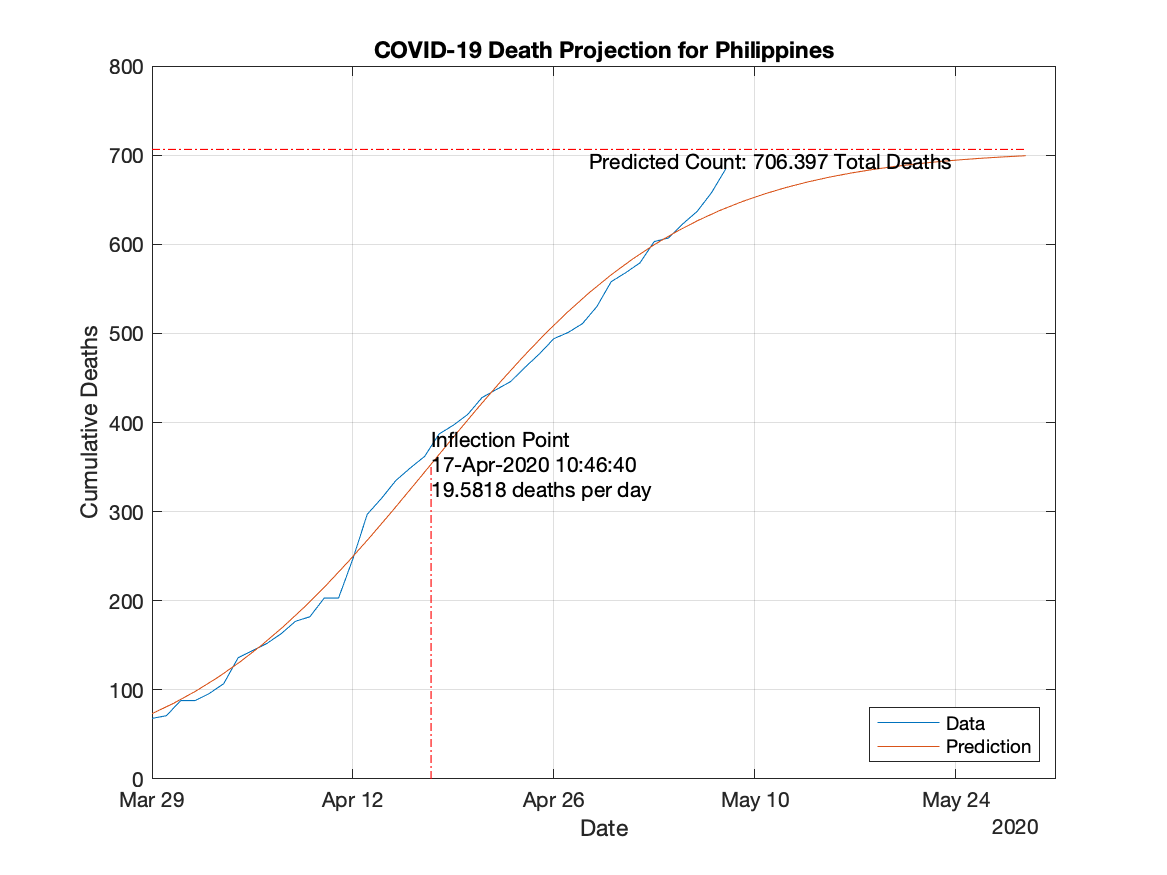 COVID-19 Death Projection for Philippines
800
700
600
500
400
300
200
100
0
Cumulative Deaths
Predicted Count: 706.397 Total Deaths
Inflection Point
17-Apr-2020 10:46:40
19.5818 deaths per day
Data
Prediction
Mar 29
Apr 12
Apr 26
May 10
May 24
Date
2020